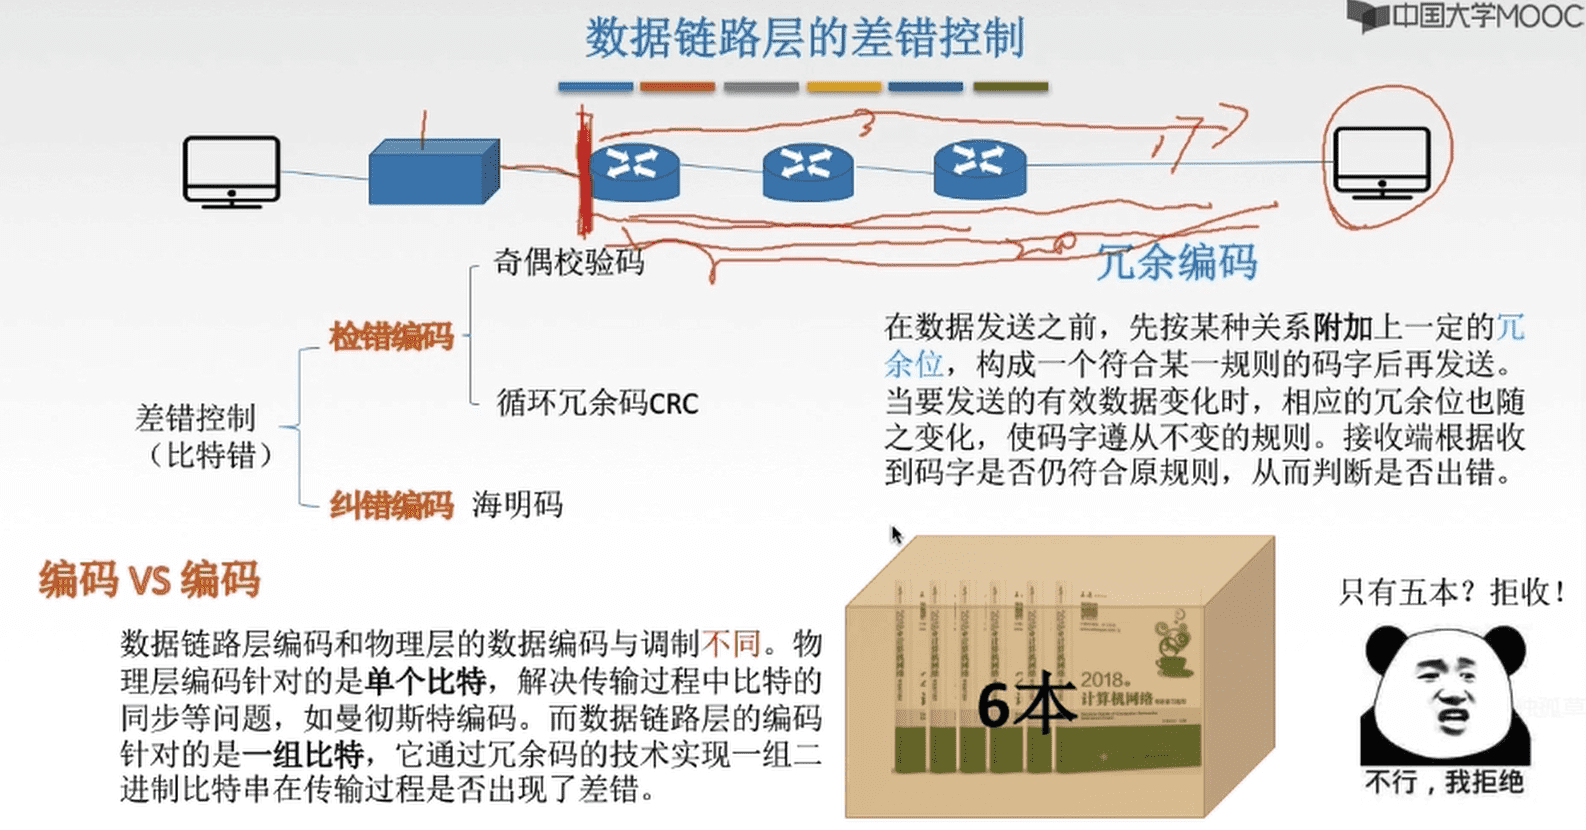 中国大学MOOC
数据链路层的差错控制
奇偶校验码
检错编码
循环冗余码CRC
差错控制
（比特错）
纠错编码 海明码
冗余编码
在数据发送之前，先按某种关系附加上一定的冗
余位，构成一个符合某一规则的码字后再发送。
当要发送的有效数据变化时，相应的冗余位也随
之变化，使码字遵从不变的规则。接收端根据收
到码字是否仍符合原规则，从而判断是否出错。
编码 VS 编码
数据链路层编码和物理层的数据编码与调制不同。物
理层编码针对的是单个比特，解决传输过程中比特的
同步等问题，如曼彻斯特编码。而数据链路层的编码
针对的是一组比特，它通过冗余码的技术实现一组二
进制比特串在传输过程是否出现了差错。
6本
2018年
计算机网络
只有五本？拒收！
不行，我拒绝